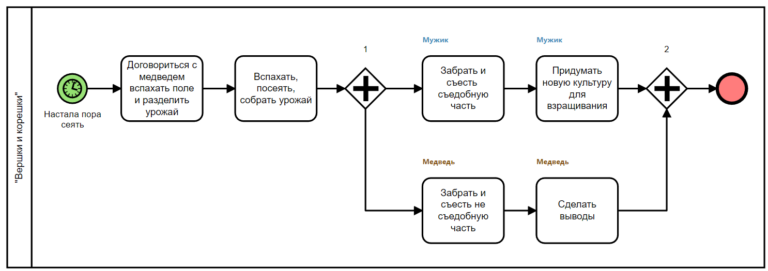 "Вершки и корешки"
Настала пора
сеять
Договориться с
медведем
вспахать поле
и разделить
урожай
Вспахать,
посеять,
собрать урожай
1
Мужик
Забрать и
съесть
съедобную
часть
Мужик
Придумать
новую культуру
для
взращивания
2
Медведь
Забрать и
съесть не
съедобную
часть
Медведь
Сделать
выводы